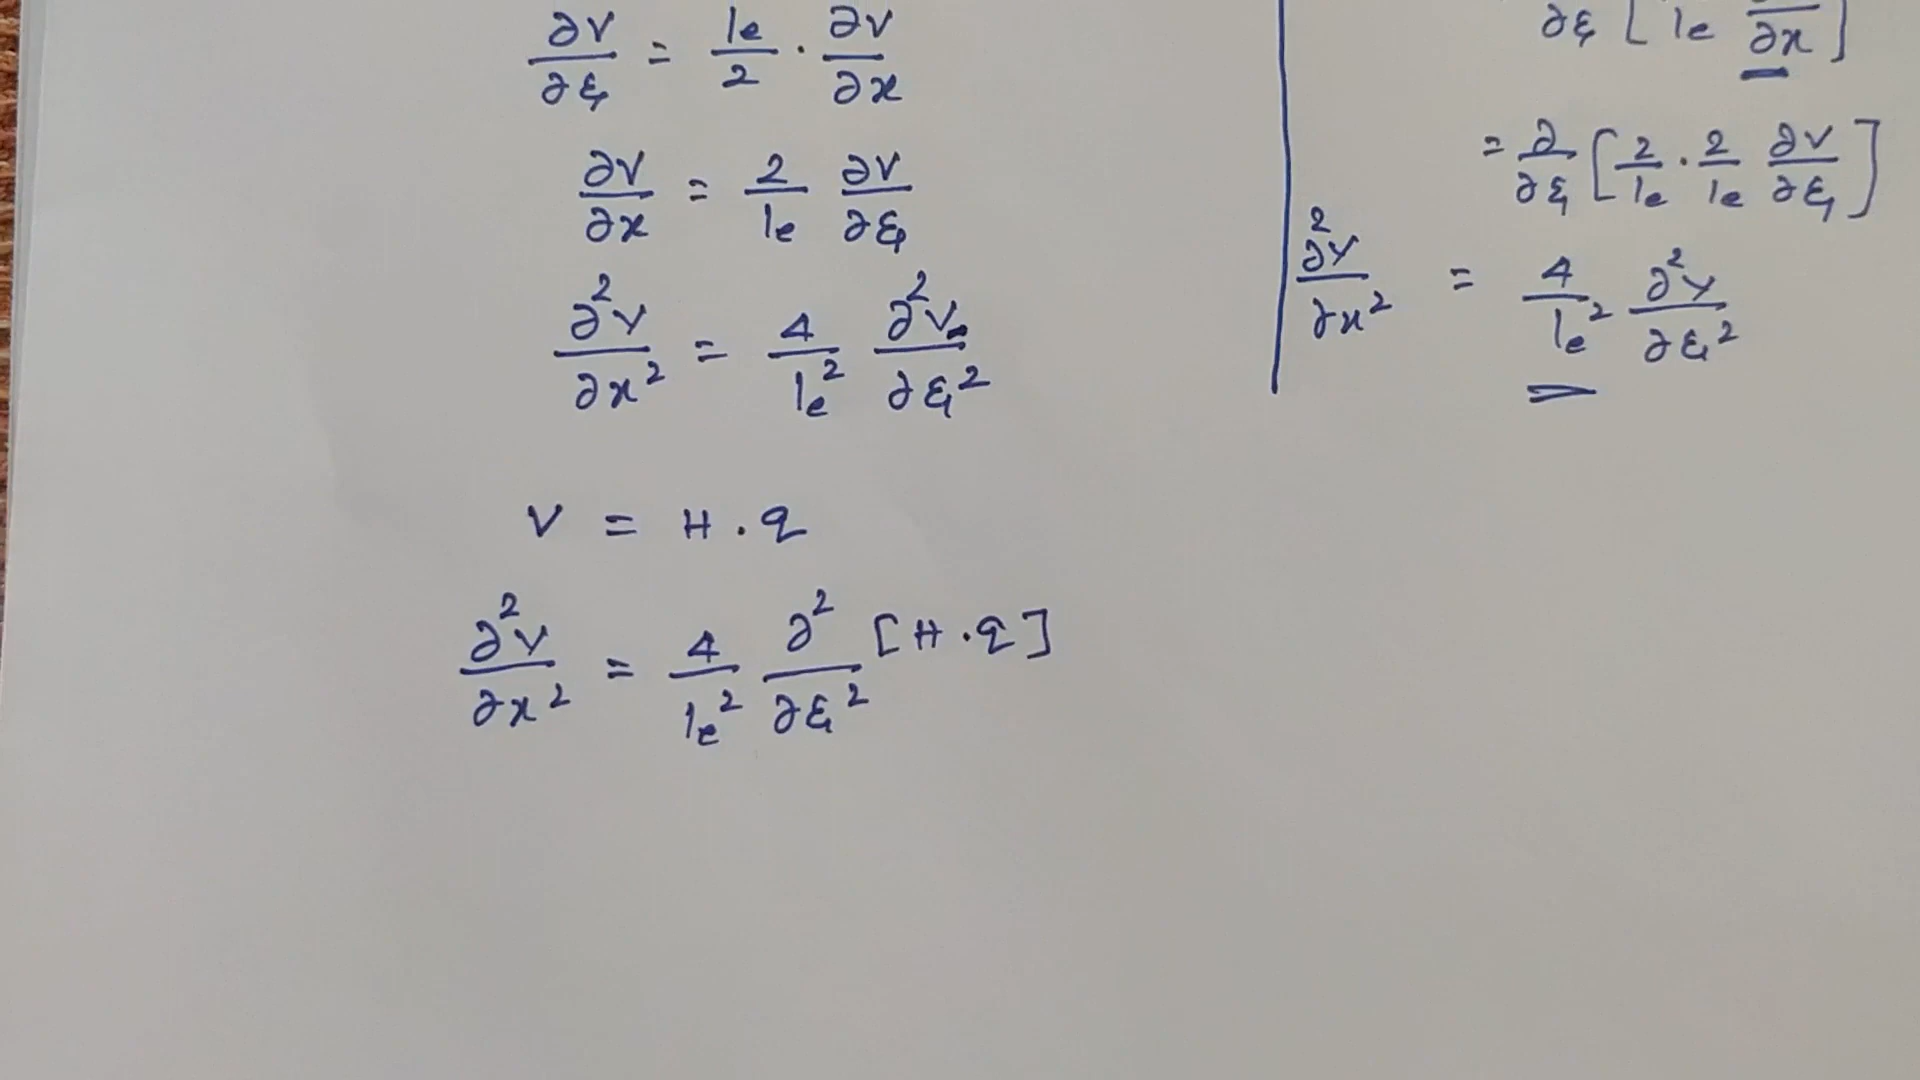 ∂v/∂ξ = le/2 · ∂v/∂x
∂v/∂x = 2/le ∂v/∂ξ
∂²v/∂x² = 4/le² ∂²v/∂ξ²
v = H · q
∂²v/∂x² = 4/le² ∂²/∂ξ² [H · q]
∂ξ [ le ∂x ]
= ∂/∂ξ [2/le · 2/le ∂v/∂ξ]
∂²v/∂x² = 4/le² ∂²v/∂ξ²